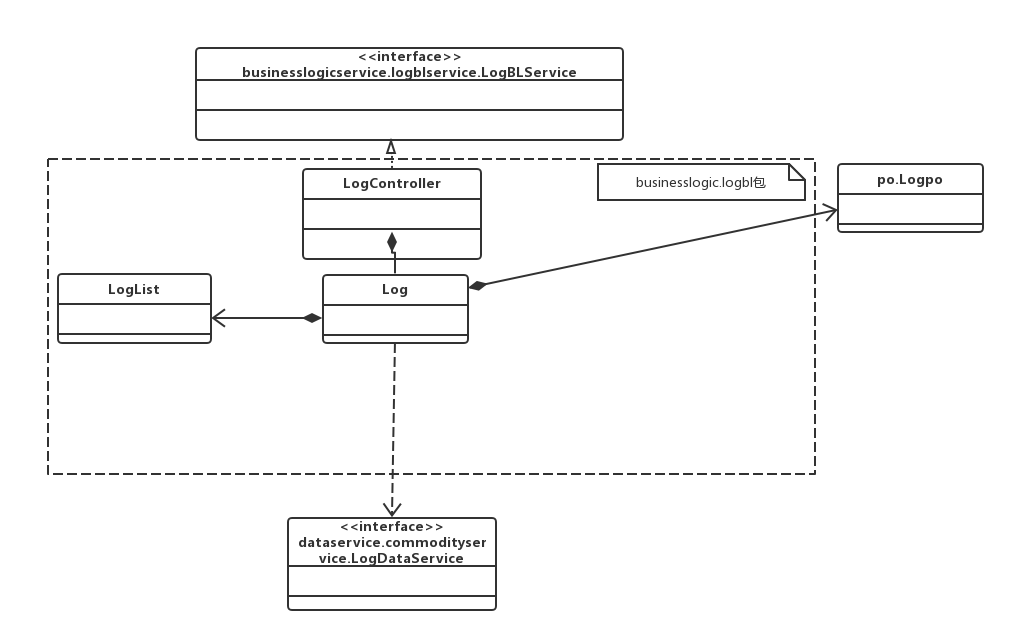 <<interface>>
businesslogicservice.logblservice.LogBLService
LogController
businesslogic.logbl包
po.Logpo
LogList
Log
<<interface>>
dataservice.commodityser
vice.LogDataService